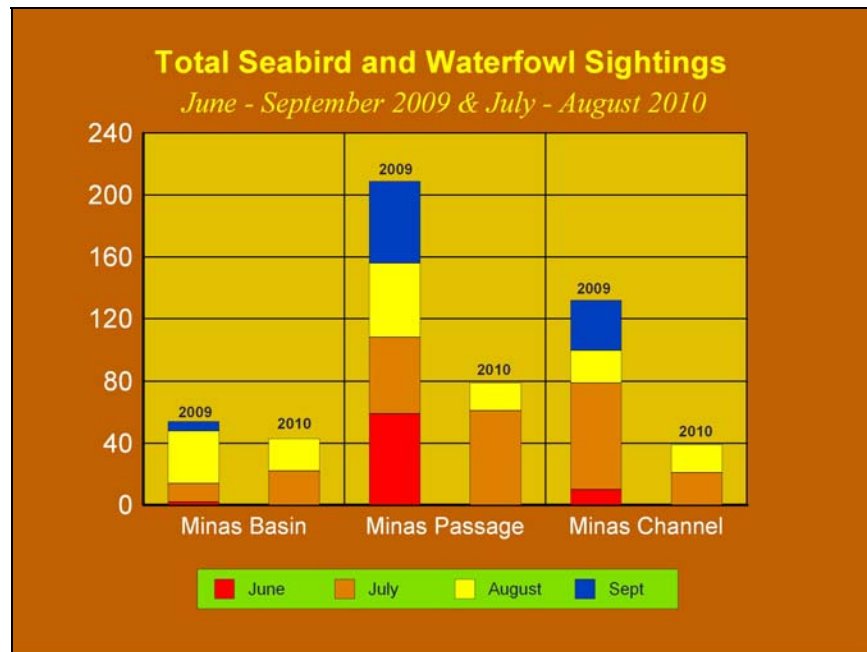 Total Seabird and Waterfowl Sightings
June - September 2009 & July - August 2010
240
200
160
120
80
40
0
2009
2010
2009
2010
2009
2010
Minas Basin
Minas Passage
Minas Channel
June
July
August
Sept